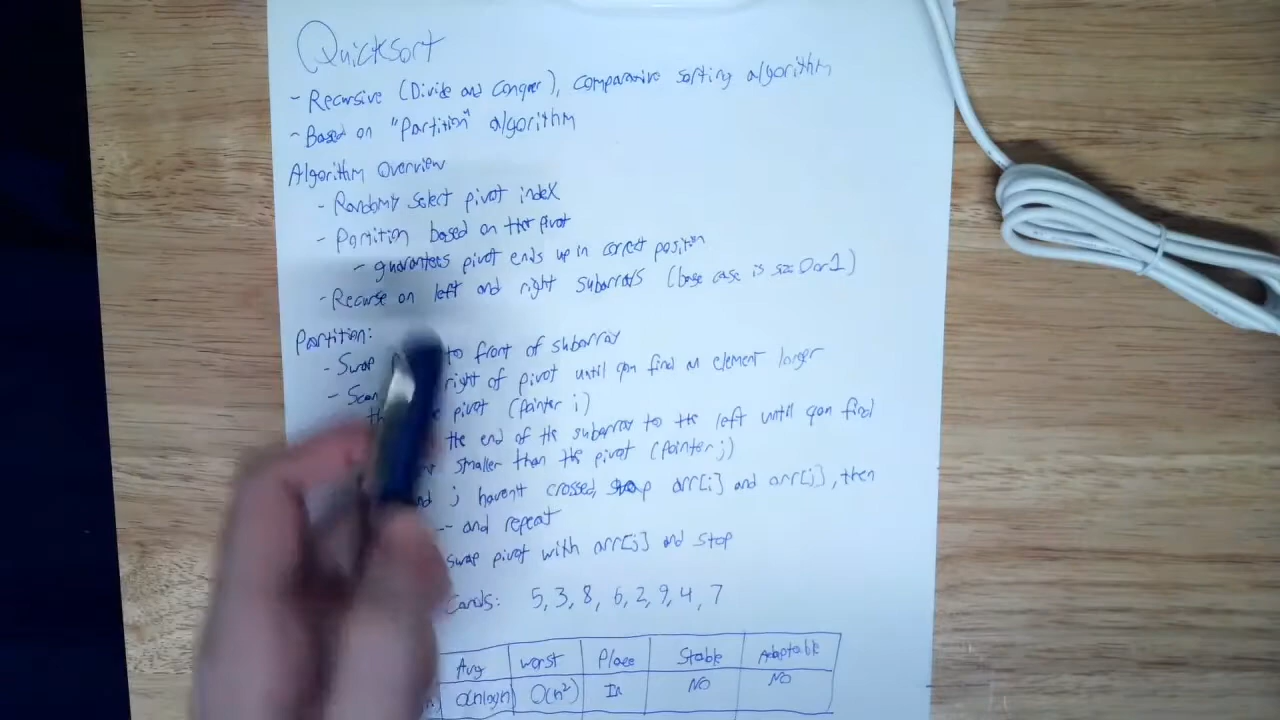 Quicksort
- Recursive (Divide and Conquer), comparative sorting algorithm
- Based on "Partition" algorithm
Algorithm Overview
- Randomly select pivot index
- Partition based on the pivot
- guarantees pivot ends up in correct position
- Recurse on left and right subarrays (base case is size 0 or 1)
Partition:
- Swap to front of subarray
- Scan right of pivot until you find an element larger
pivot (pointer i)
the end of the subarray to the left until you find
smaller than the pivot (pointer j)
j haven't crossed, swap arr[i] and arr[j], then
and repeat
swap pivot with arr[j] and stop
Cards: 5, 3, 8, 6, 2, 9, 4, 7
Avg worst Place Stable Adaptable
O(nlogn) O(n²) In NO NO